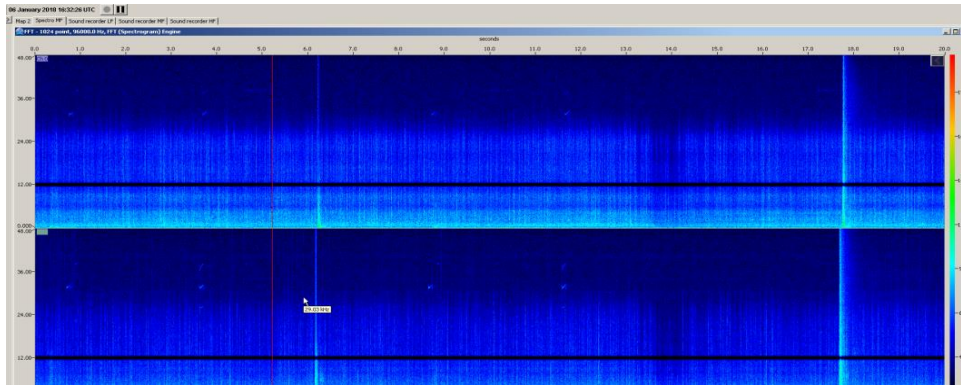 06 January 2018 16:32:26 UTC
Map 2 Spectro MF Sound recorder LF Sound recorder MF Sound recorder HF
FFT - 1024 point, 96000.0 Hz, FFT (Spectrogram) Engine
seconds
0.0 1.0 2.0 3.0 4.0 5.0 6.0 7.0 8.0 9.0 10.0 11.0 12.0 13.0 14.0 15.0 16.0 17.0 18.0 19.0 20.0
48.00
36.00
24.00
12.00
0.000
48.00
36.00
29.03 kHz
24.00
12.00